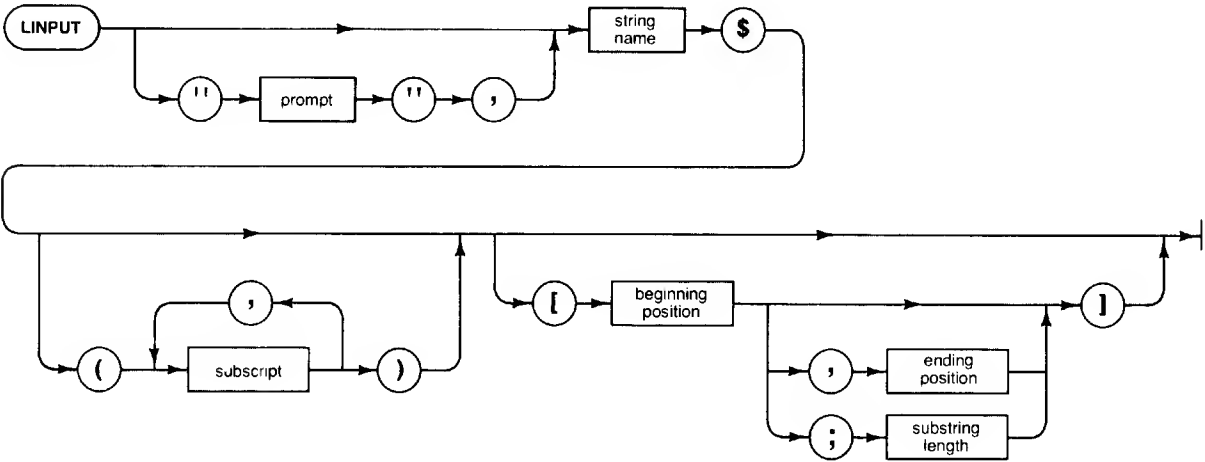 LINPUT
string
name
$
"
prompt
"
,
,
[
beginning
position
]
(
subscript
)
,
ending
position
;
substring
length